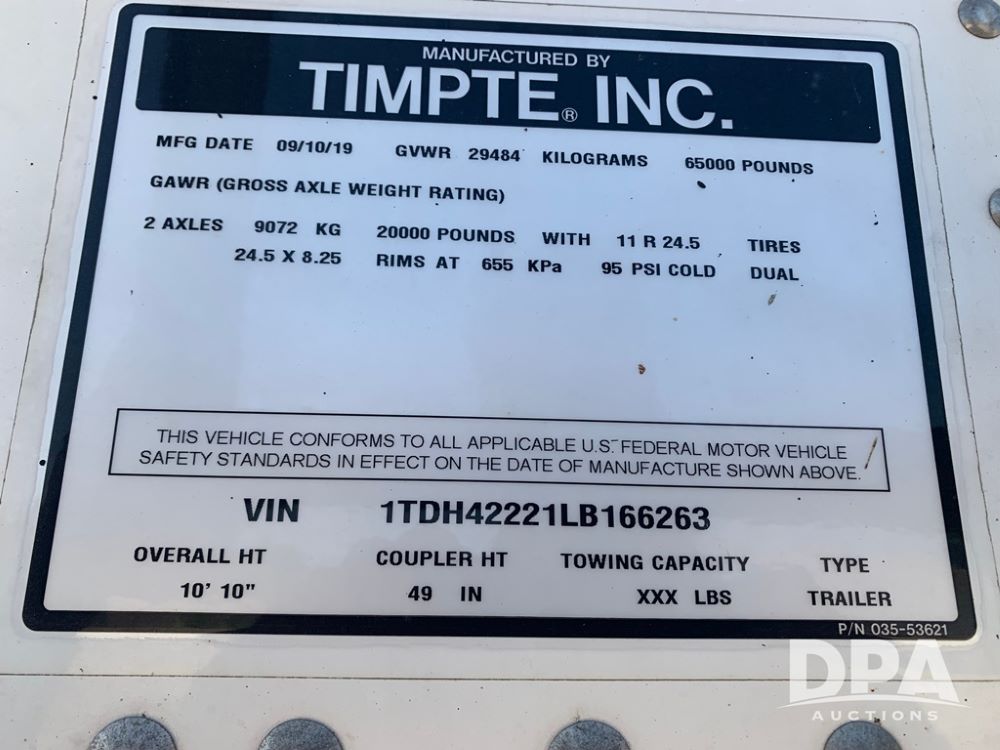 MANUFACTURED BY
TIMPTE® INC.
MFG DATE 09/10/19 GVWR 29484 KILOGRAMS 65000 POUNDS
GAWR (GROSS AXLE WEIGHT RATING)
2 AXLES 9072 KG 20000 POUNDS WITH 11 R 24.5 TIRES
24.5 X 8.25 RIMS AT 655 KPa 95 PSI COLD DUAL
THIS VEHICLE CONFORMS TO ALL APPLICABLE U.S. FEDERAL MOTOR VEHICLE
SAFETY STANDARDS IN EFFECT ON THE DATE OF MANUFACTURE SHOWN ABOVE.
VIN 1TDH42221LB166263
OVERALL HT COUPLER HT TOWING CAPACITY TYPE
10' 10" 49 IN XXX LBS TRAILER
P/N 035-53621
DPA
AUCTIONS